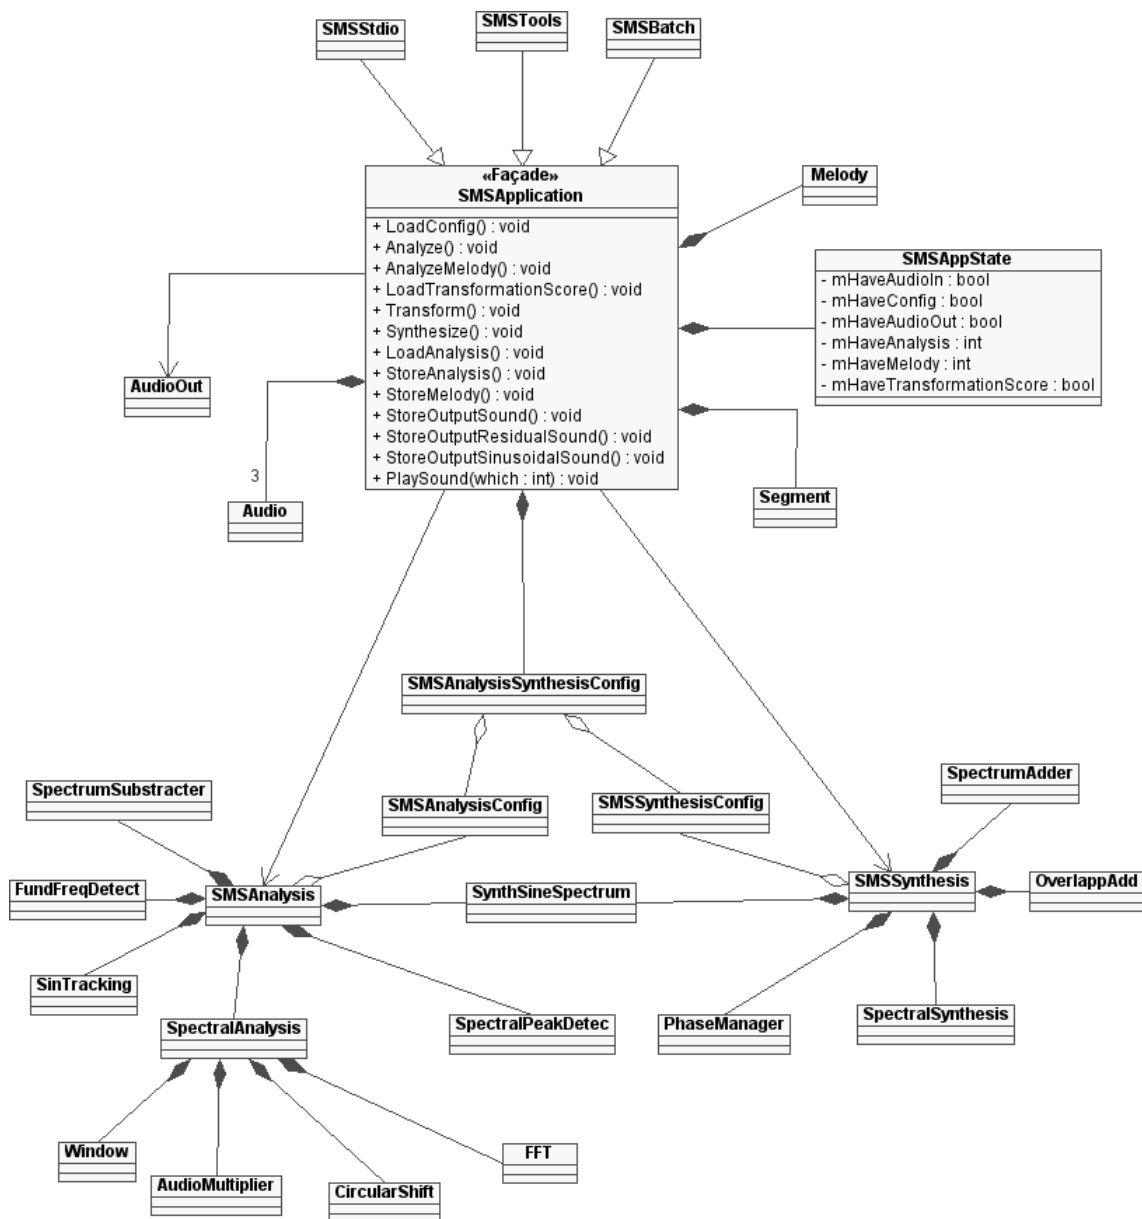 SMSStdio
SMSTools
SMSBatch
«Façade»
SMSApplication
+ LoadConfig() : void
+ Analyze() : void
+ AnalyzeMelody() : void
+ LoadTransformationScore() : void
+ Transform() : void
+ Synthesize() : void
+ LoadAnalysis() : void
+ StoreAnalysis() : void
+ StoreMelody() : void
+ StoreOutputSound() : void
+ StoreOutputResidualSound() : void
+ StoreOutputSinusoidalSound() : void
+ PlaySound(which : int) : void
Melody
SMSAppState
- mHaveAudioIn : bool
- mHaveConfig : bool
- mHaveAudioOut : bool
- mHaveAnalysis : int
- mHaveMelody : int
- mHaveTransformationScore : bool
AudioOut
3
Audio
Segment
SMSAnalysisSynthesisConfig
SpectrumSubstracter
SMSAnalysisConfig
SMSSynthesisConfig
SpectrumAdder
FundFreqDetect
SMSAnalysis
SynthSineSpectrum
SMSSynthesis
OverlappAdd
SinTracking
SpectralAnalysis
SpectralPeakDetec
PhaseManager
SpectralSynthesis
Window
AudioMultiplier
CircularShift
FFT